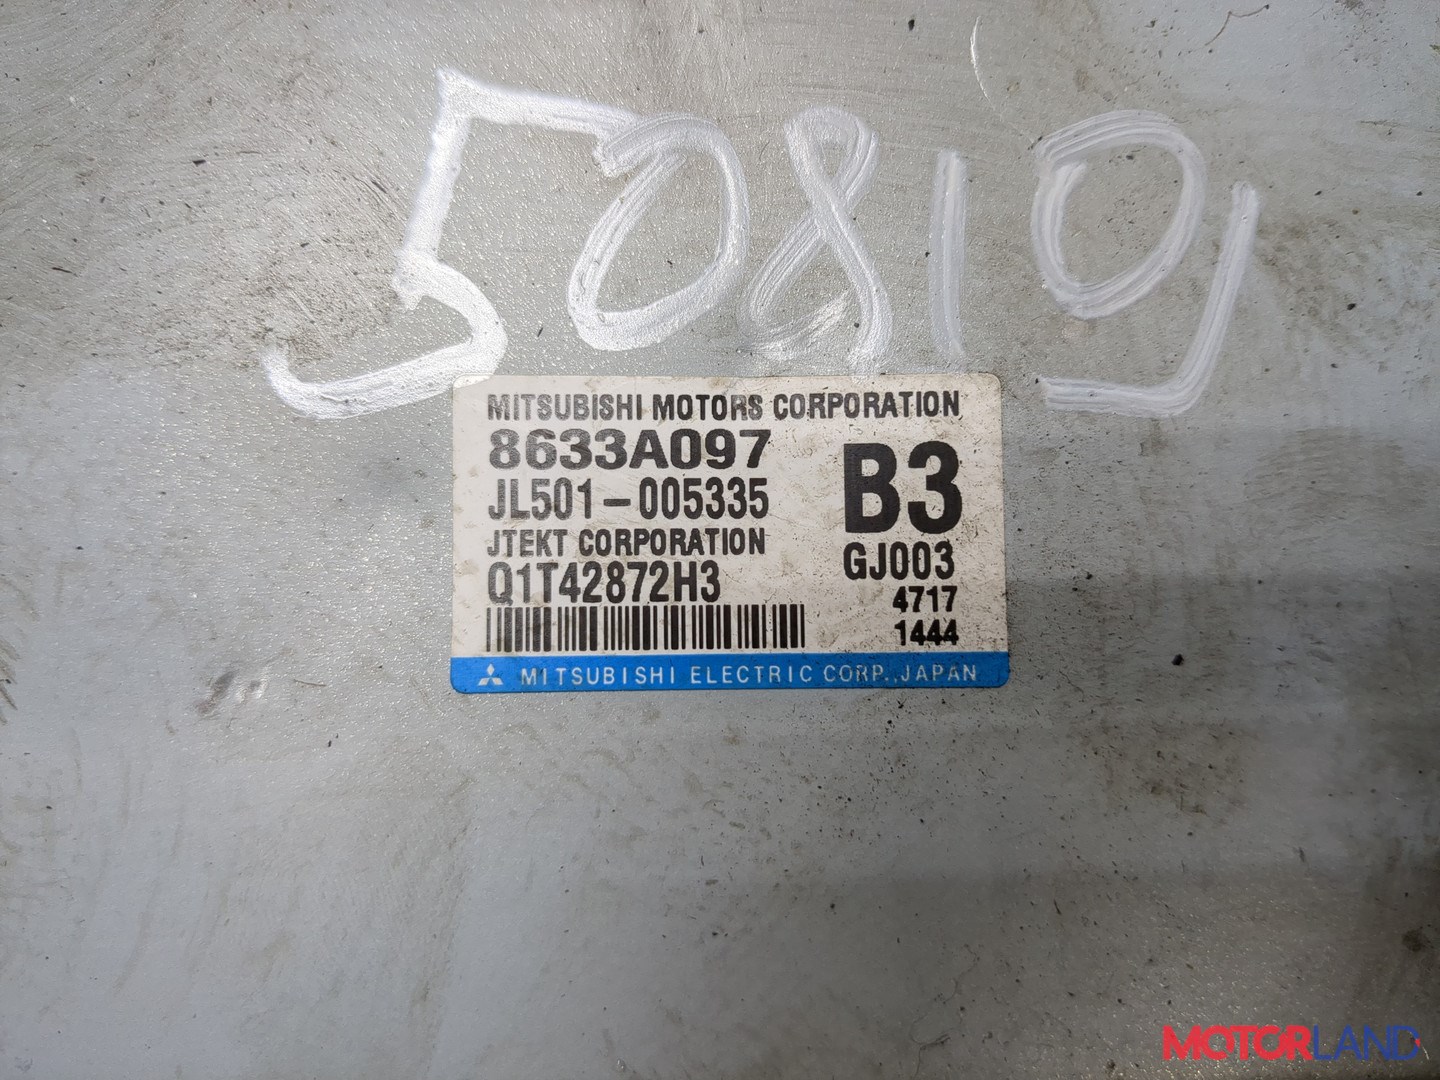 50819
MITSUBISHI MOTORS CORPORATION
8633A097
B3
JL501-005335
JTEKT CORPORATION
GJ003
Q1T42872H3
4717
1444
MITSUBISHI ELECTRIC CORP.,JAPAN
MOTORLAND